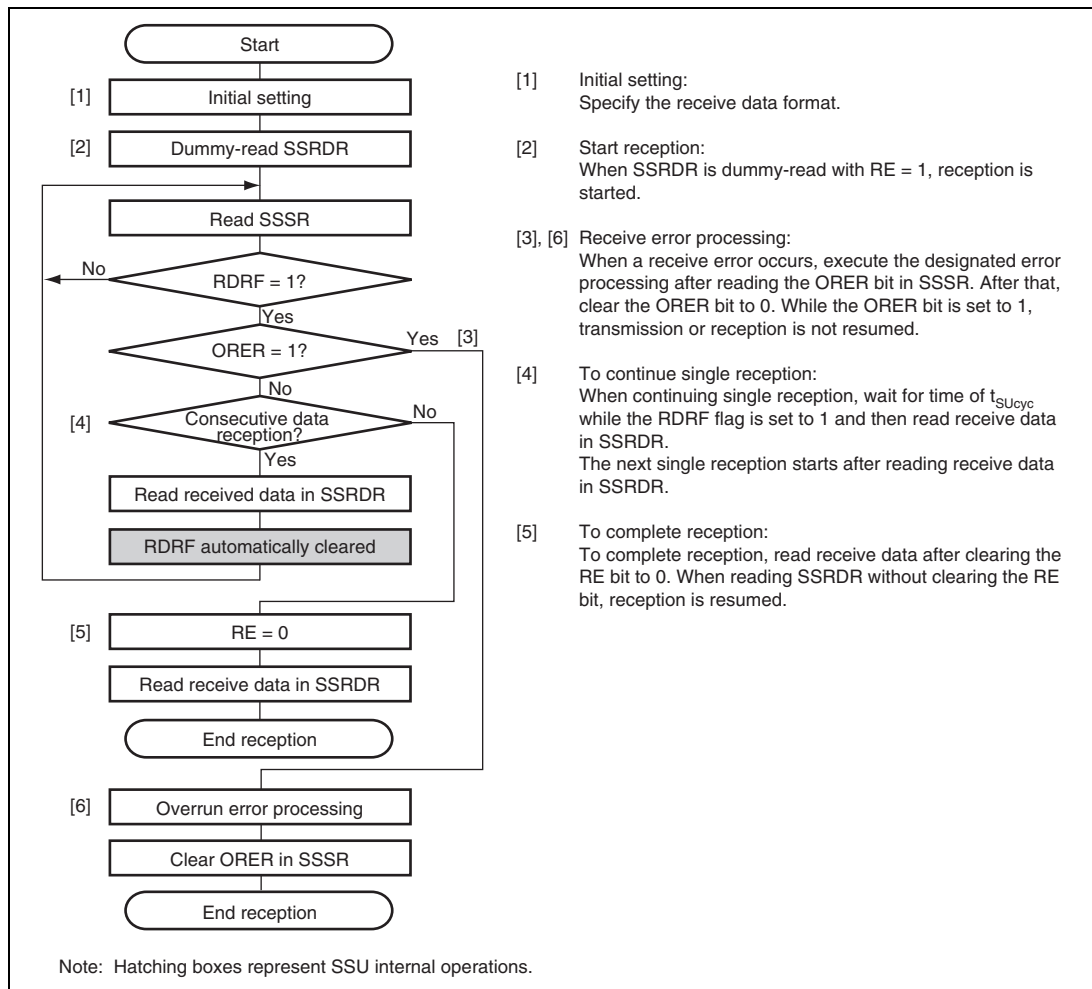 Start
[1]
Initial setting
[2]
Dummy-read SSRDR
Read SSSR
No
RDRF = 1?
Yes
Yes [3]
ORER = 1?
No
[4]
Consecutive data
reception?
No
Yes
Read received data in SSRDR
RDRF automatically cleared
[5]
RE = 0
Read receive data in SSRDR
End reception
[6]
Overrun error processing
Clear ORER in SSSR
End reception
[1] Initial setting:
Specify the receive data format.
[2] Start reception:
When SSRDR is dummy-read with RE = 1, reception is
started.
[3], [6] Receive error processing:
When a receive error occurs, execute the designated error
processing after reading the ORER bit in SSSR. After that,
clear the ORER bit to 0. While the ORER bit is set to 1,
transmission or reception is not resumed.
[4] To continue single reception:
When continuing single reception, wait for time of tSUcyc
while the RDRF flag is set to 1 and then read receive data
in SSRDR.
The next single reception starts after reading receive data
in SSRDR.
[5] To complete reception:
To complete reception, read receive data after clearing the
RE bit to 0. When reading SSRDR without clearing the RE
bit, reception is resumed.
Note: Hatching boxes represent SSU internal operations.